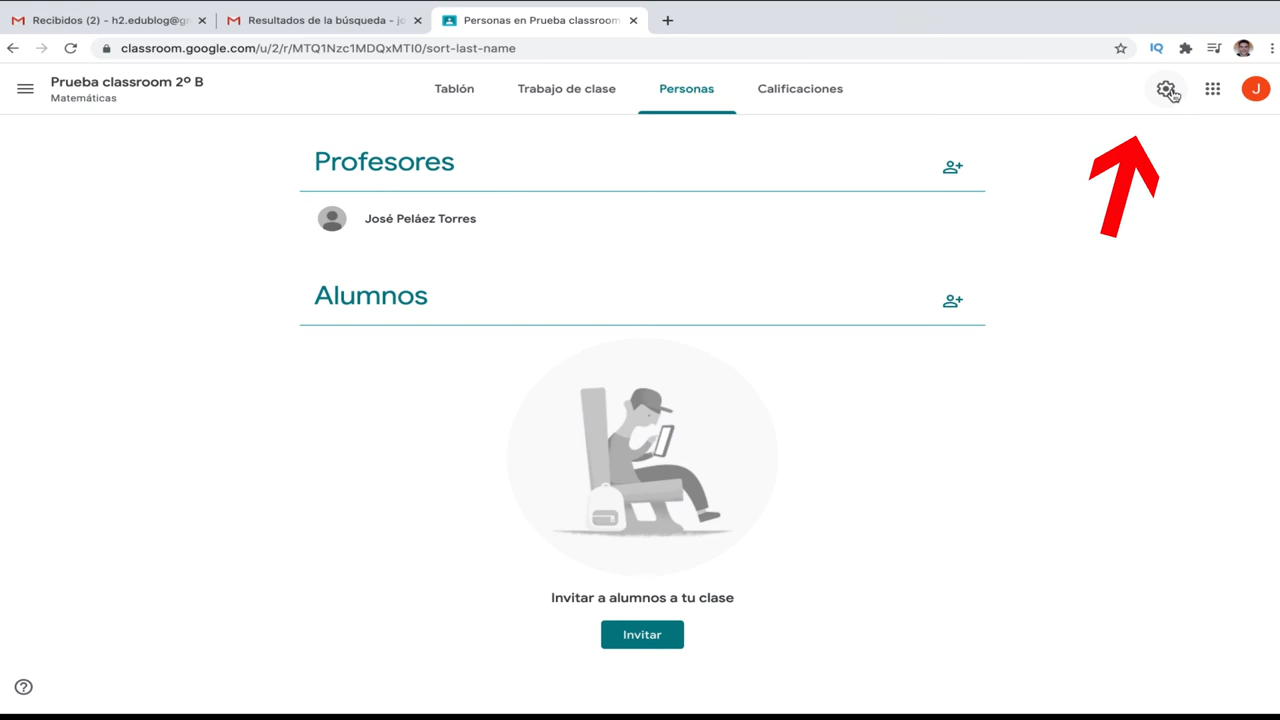 Recibidos (2) - h2.edublog@g
Resultados de la búsqueda - jo
Personas en Prueba classroom
classroom.google.com/u/2/r/MTQ1Nzc1MDQxMTI0/sort-last-name
IQ
Prueba classroom 2º B
Matemáticas
Tablón
Trabajo de clase
Personas
Calificaciones
J
Profesores
José Peláez Torres
Alumnos
Invitar a alumnos a tu clase
Invitar